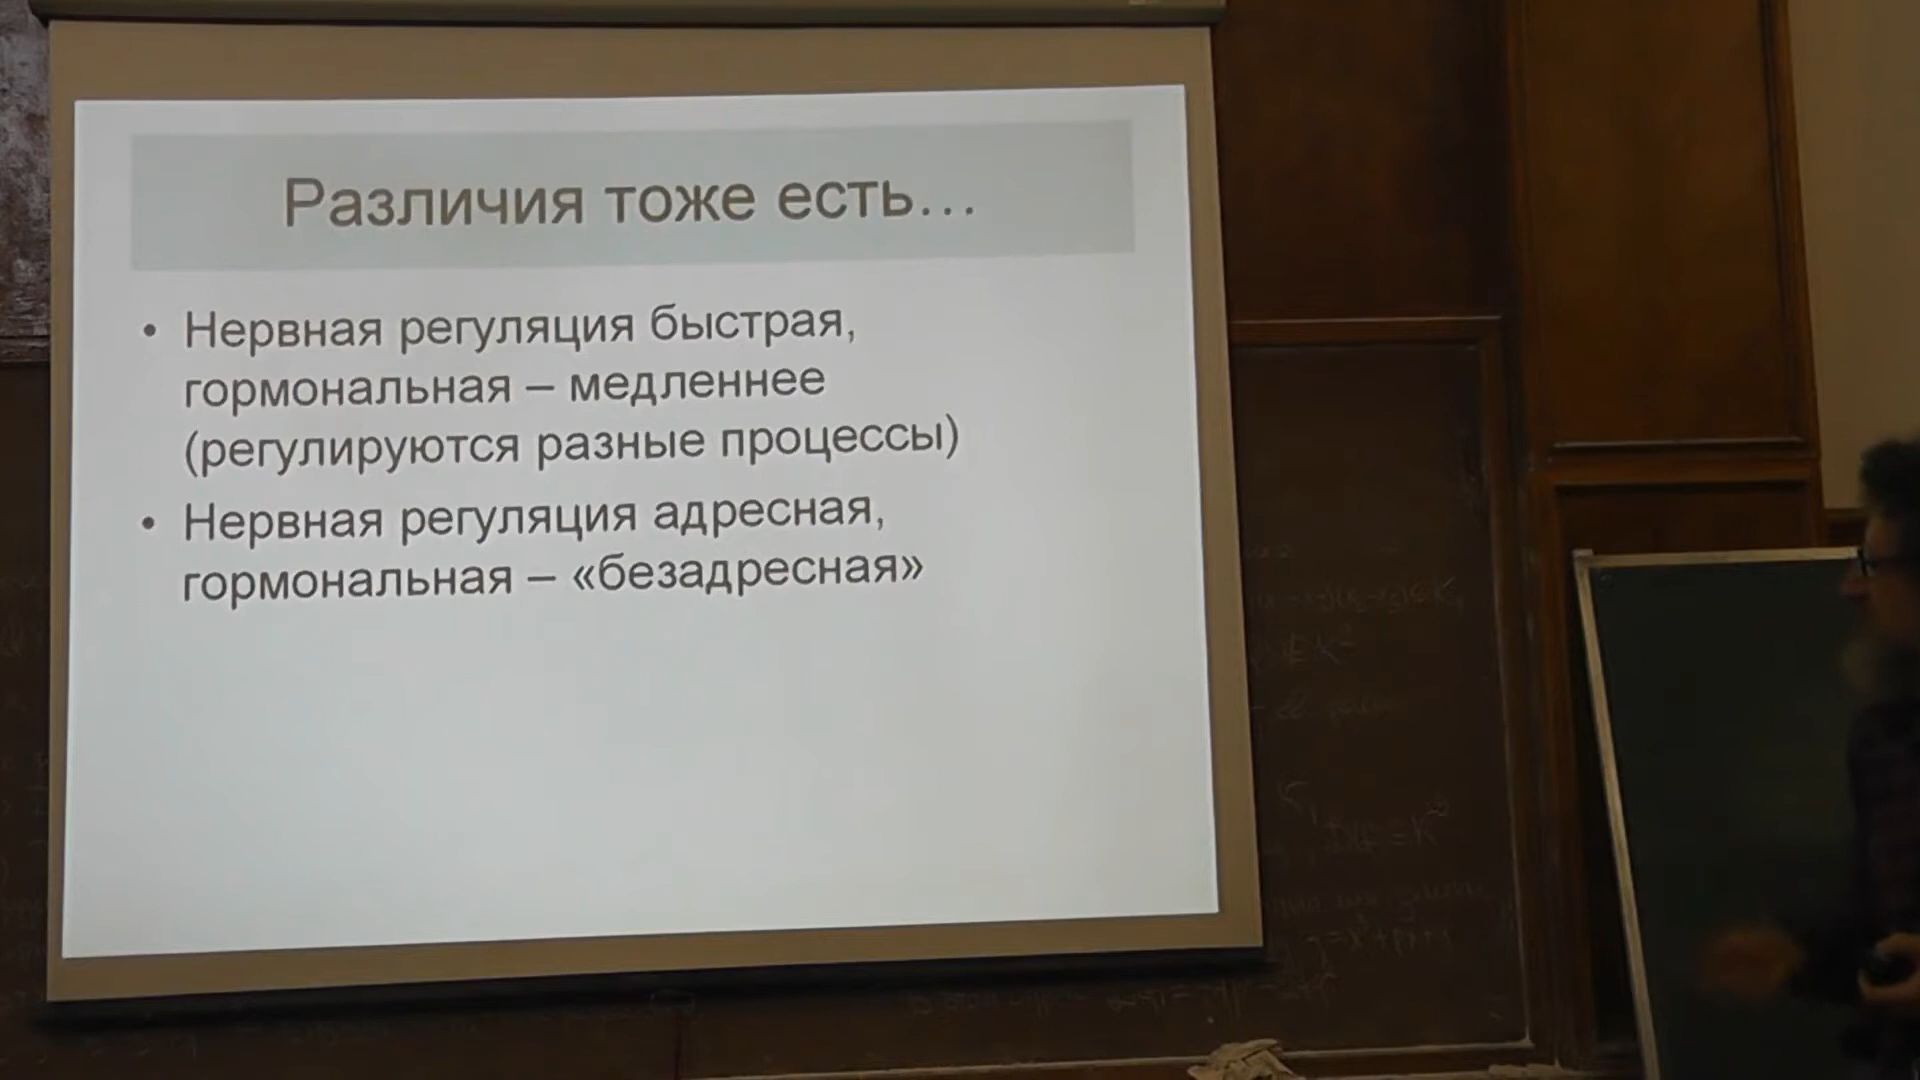 Различия тоже есть...
• Нервная регуляция быстрая,
гормональная – медленнее
(регулируются разные процессы)
• Нервная регуляция адресная,
гормональная – «безадресная»